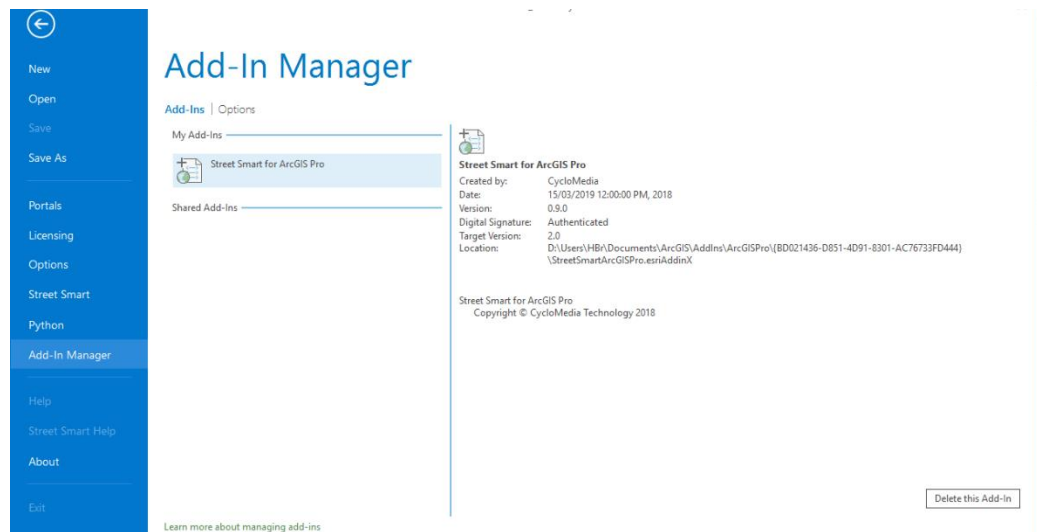 New
Open
Save
Save As
Portals
Licensing
Options
Street Smart
Python
Add-In Manager
Help
Street Smart Help
About
Exit
Add-In Manager
Add-Ins | Options
My Add-Ins
Street Smart for ArcGIS Pro
Shared Add-Ins
Learn more about managing add-ins
Street Smart for ArcGIS Pro
Created by: CycloMedia
Date: 15/03/2019 12:00:00 PM, 2018
Version: 0.9.0
Digital Signature: Authenticated
Target Version: 2.0
Location: D:\Users\HBr\Documents\ArcGIS\AddIns\ArcGISPro\{BD021436-D851-4D91-8301-AC76733FD444}
\StreetSmartArcGISPro.esriAddinX
Street Smart for ArcGIS Pro
Copyright © CycloMedia Technology 2018
Delete this Add-In